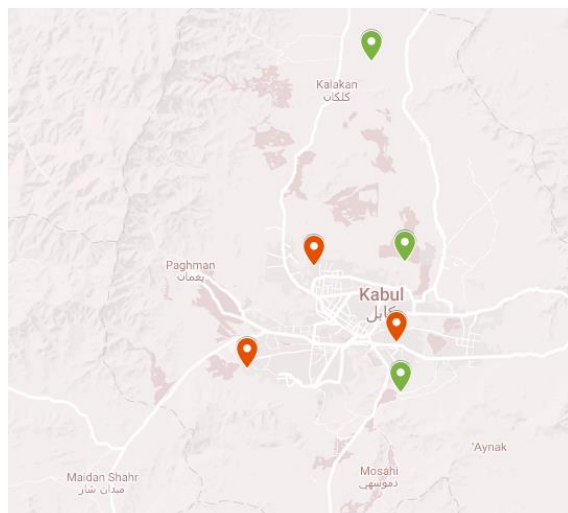 Kalakan
کلکان
Paghman
پغمان
Kabul
کابل
'Aynak
Mosahi
دموسهی
Maidan Shahr
میدان شار